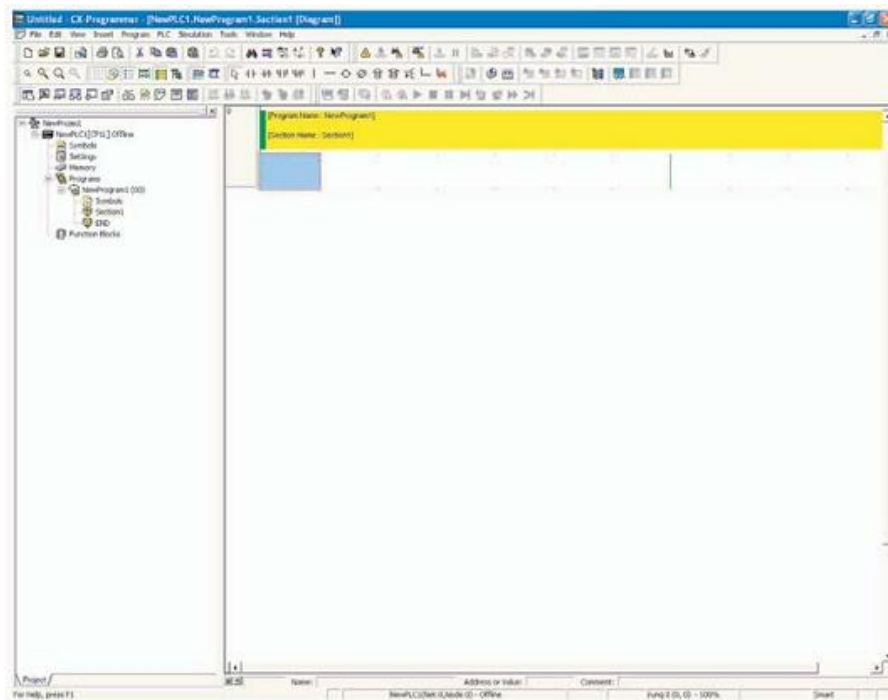 Untitled - CX-Programmer - [NewPLC1.NewProgram1.Section1 [Diagram]]
File Edit View Insert Program PLC Simulation Tools Window Help
NewProject
NewPLC1[CP1L] Offline
Symbols
Settings
Memory
Programs
NewProgram1 (00)
Symbols
Section1
END
Function Blocks
0
[Program Name : NewProgram1]
[Section Name : Section1]
Project
Name:
Address or Value:
Comment:
For Help, press F1
NewPLC1(Net:0,Node:0) - Offline
rung 0 (0, 0) - 100%
Smart